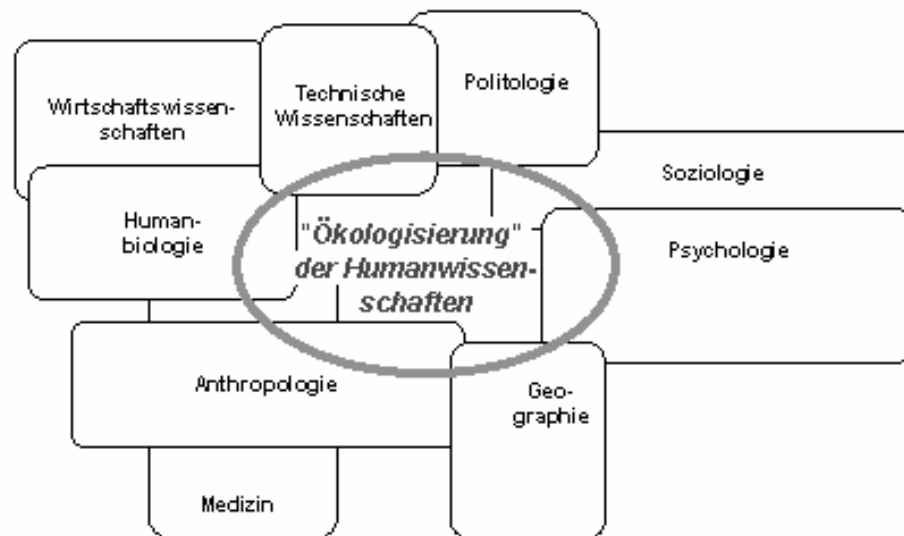 Wirtschaftswissen-
schaften
Technische
Wissenschaften
Politologie
Soziologie
Human-
biologie
"Ökologisierung"
der Humanwissen-
schaften
Psychologie
Anthropologie
Geo-
graphie
Medizin